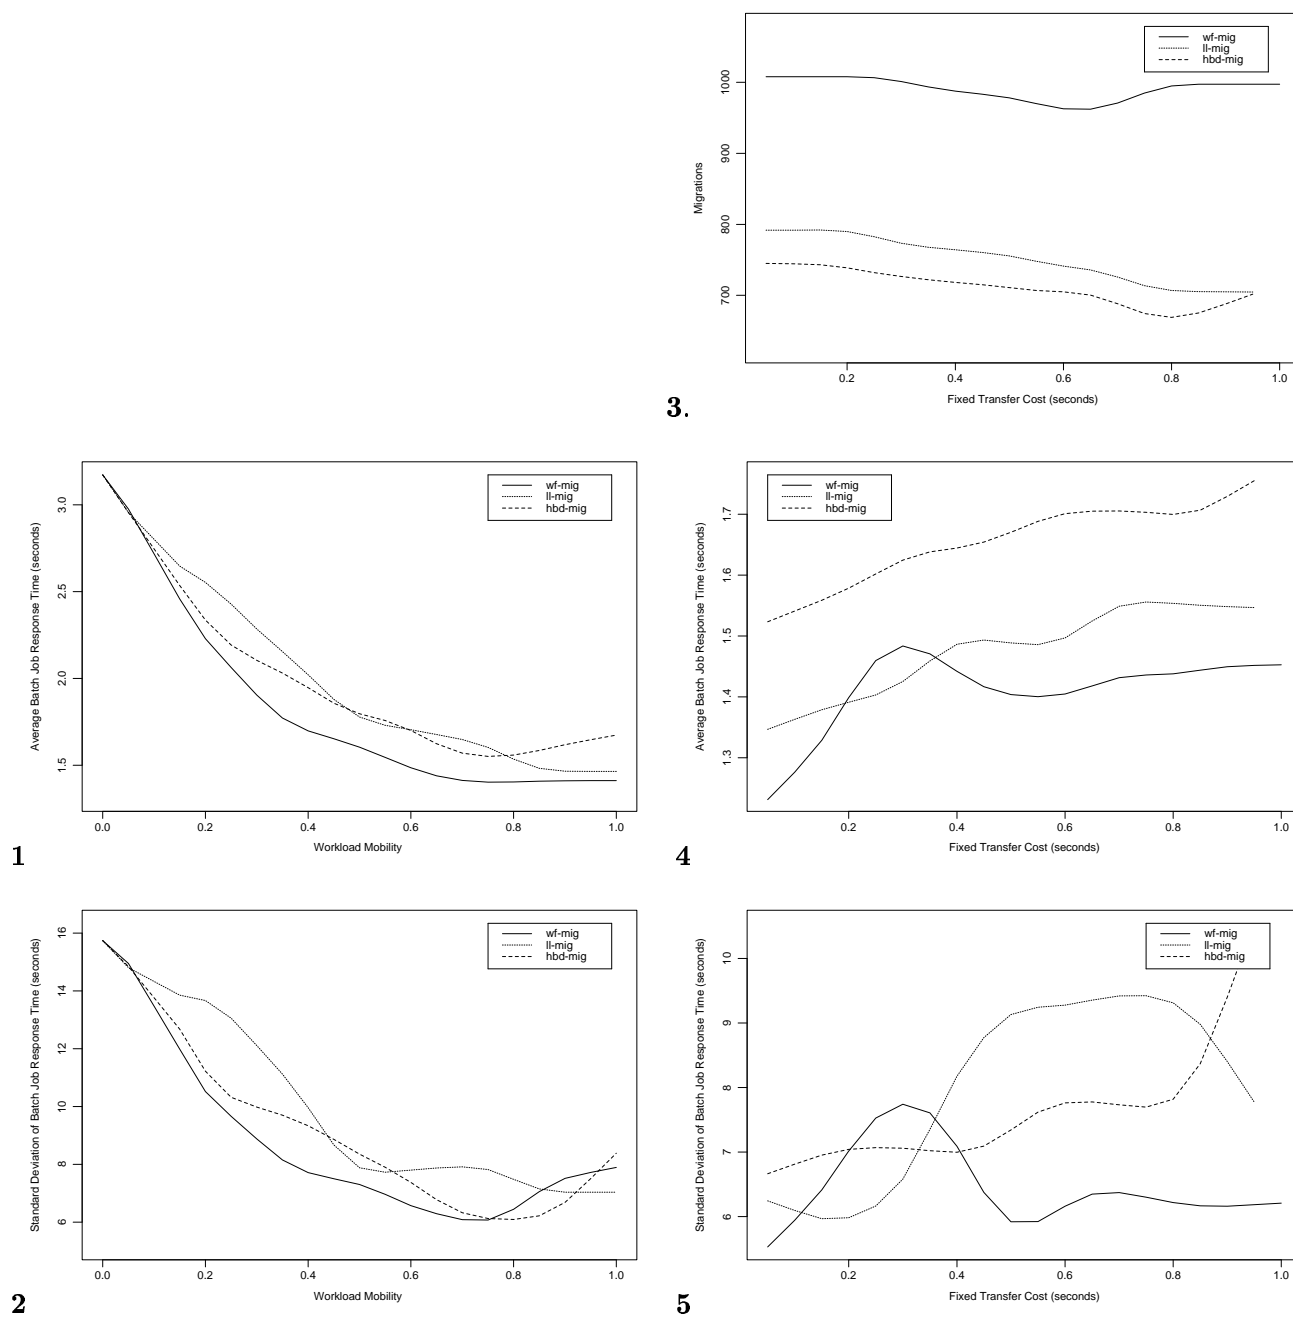 wf-mig
ll-mig
hbd-mig
Migrations
1000
900
800
700
0.2 0.4 0.6 0.8 1.0
Fixed Transfer Cost (seconds)
3.
wf-mig
ll-mig
hbd-mig
Average Batch Job Response Time (seconds)
3.0
2.5
2.0
1.5
0.0 0.2 0.4 0.6 0.8 1.0
Workload Mobility
1
wf-mig
ll-mig
hbd-mig
Average Batch Job Response Time (seconds)
1.7
1.6
1.5
1.4
1.3
0.2 0.4 0.6 0.8 1.0
Fixed Transfer Cost (seconds)
4
wf-mig
ll-mig
hbd-mig
Standard Deviation of Batch Job Response Time (seconds)
16
14
12
10
8
6
0.0 0.2 0.4 0.6 0.8 1.0
Workload Mobility
2
wf-mig
ll-mig
hbd-mig
Standard Deviation of Batch Job Response Time (seconds)
10
9
8
7
6
0.2 0.4 0.6 0.8 1.0
Fixed Transfer Cost (seconds)
5